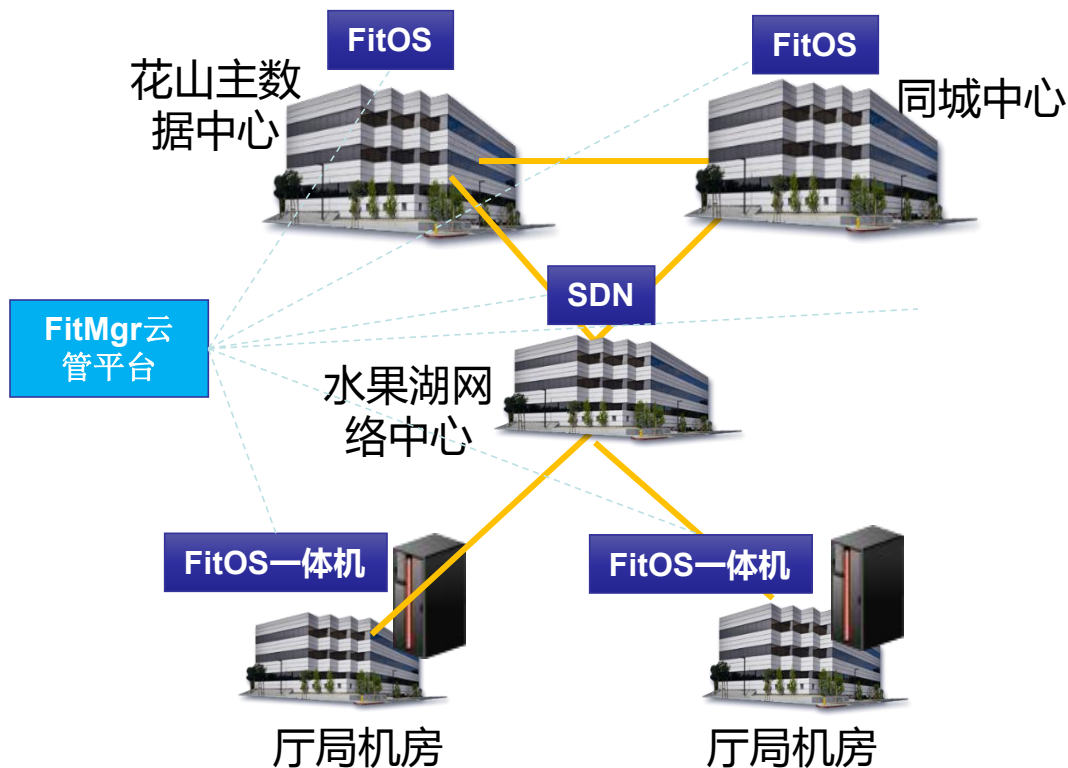 FitOS
FitOS
花山主数
据中心
同城中心
SDN
FitMgr云
管平台
水果湖网
络中心
FitOS一体机
FitOS一体机
厅局机房
厅局机房